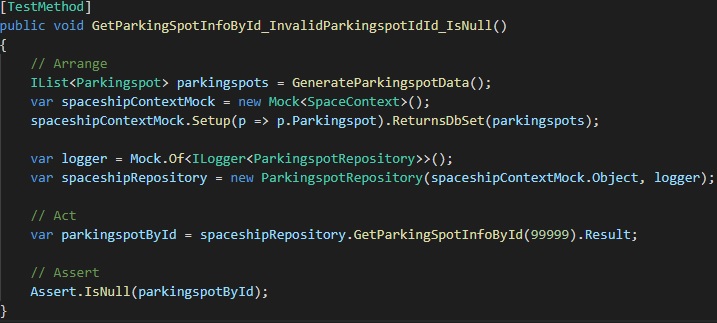 [TestMethod]
public void GetParkingSpotInfoById_InvalidParkingspotIdId_IsNull()
{
// Arrange
IList<Parkingspot> parkingspots = GenerateParkingspotData();
var spaceshipContextMock = new Mock<SpaceContext>();
spaceshipContextMock.Setup(p => p.Parkingspot).ReturnsDbSet(parkingspots);
var logger = Mock.Of<ILogger<ParkingspotRepository>>();
var spaceshipRepository = new ParkingspotRepository(spaceshipContextMock.Object, logger);
// Act
var parkingspotById = spaceshipRepository.GetParkingSpotInfoById(99999).Result;
// Assert
Assert.IsNull(parkingspotById);
}